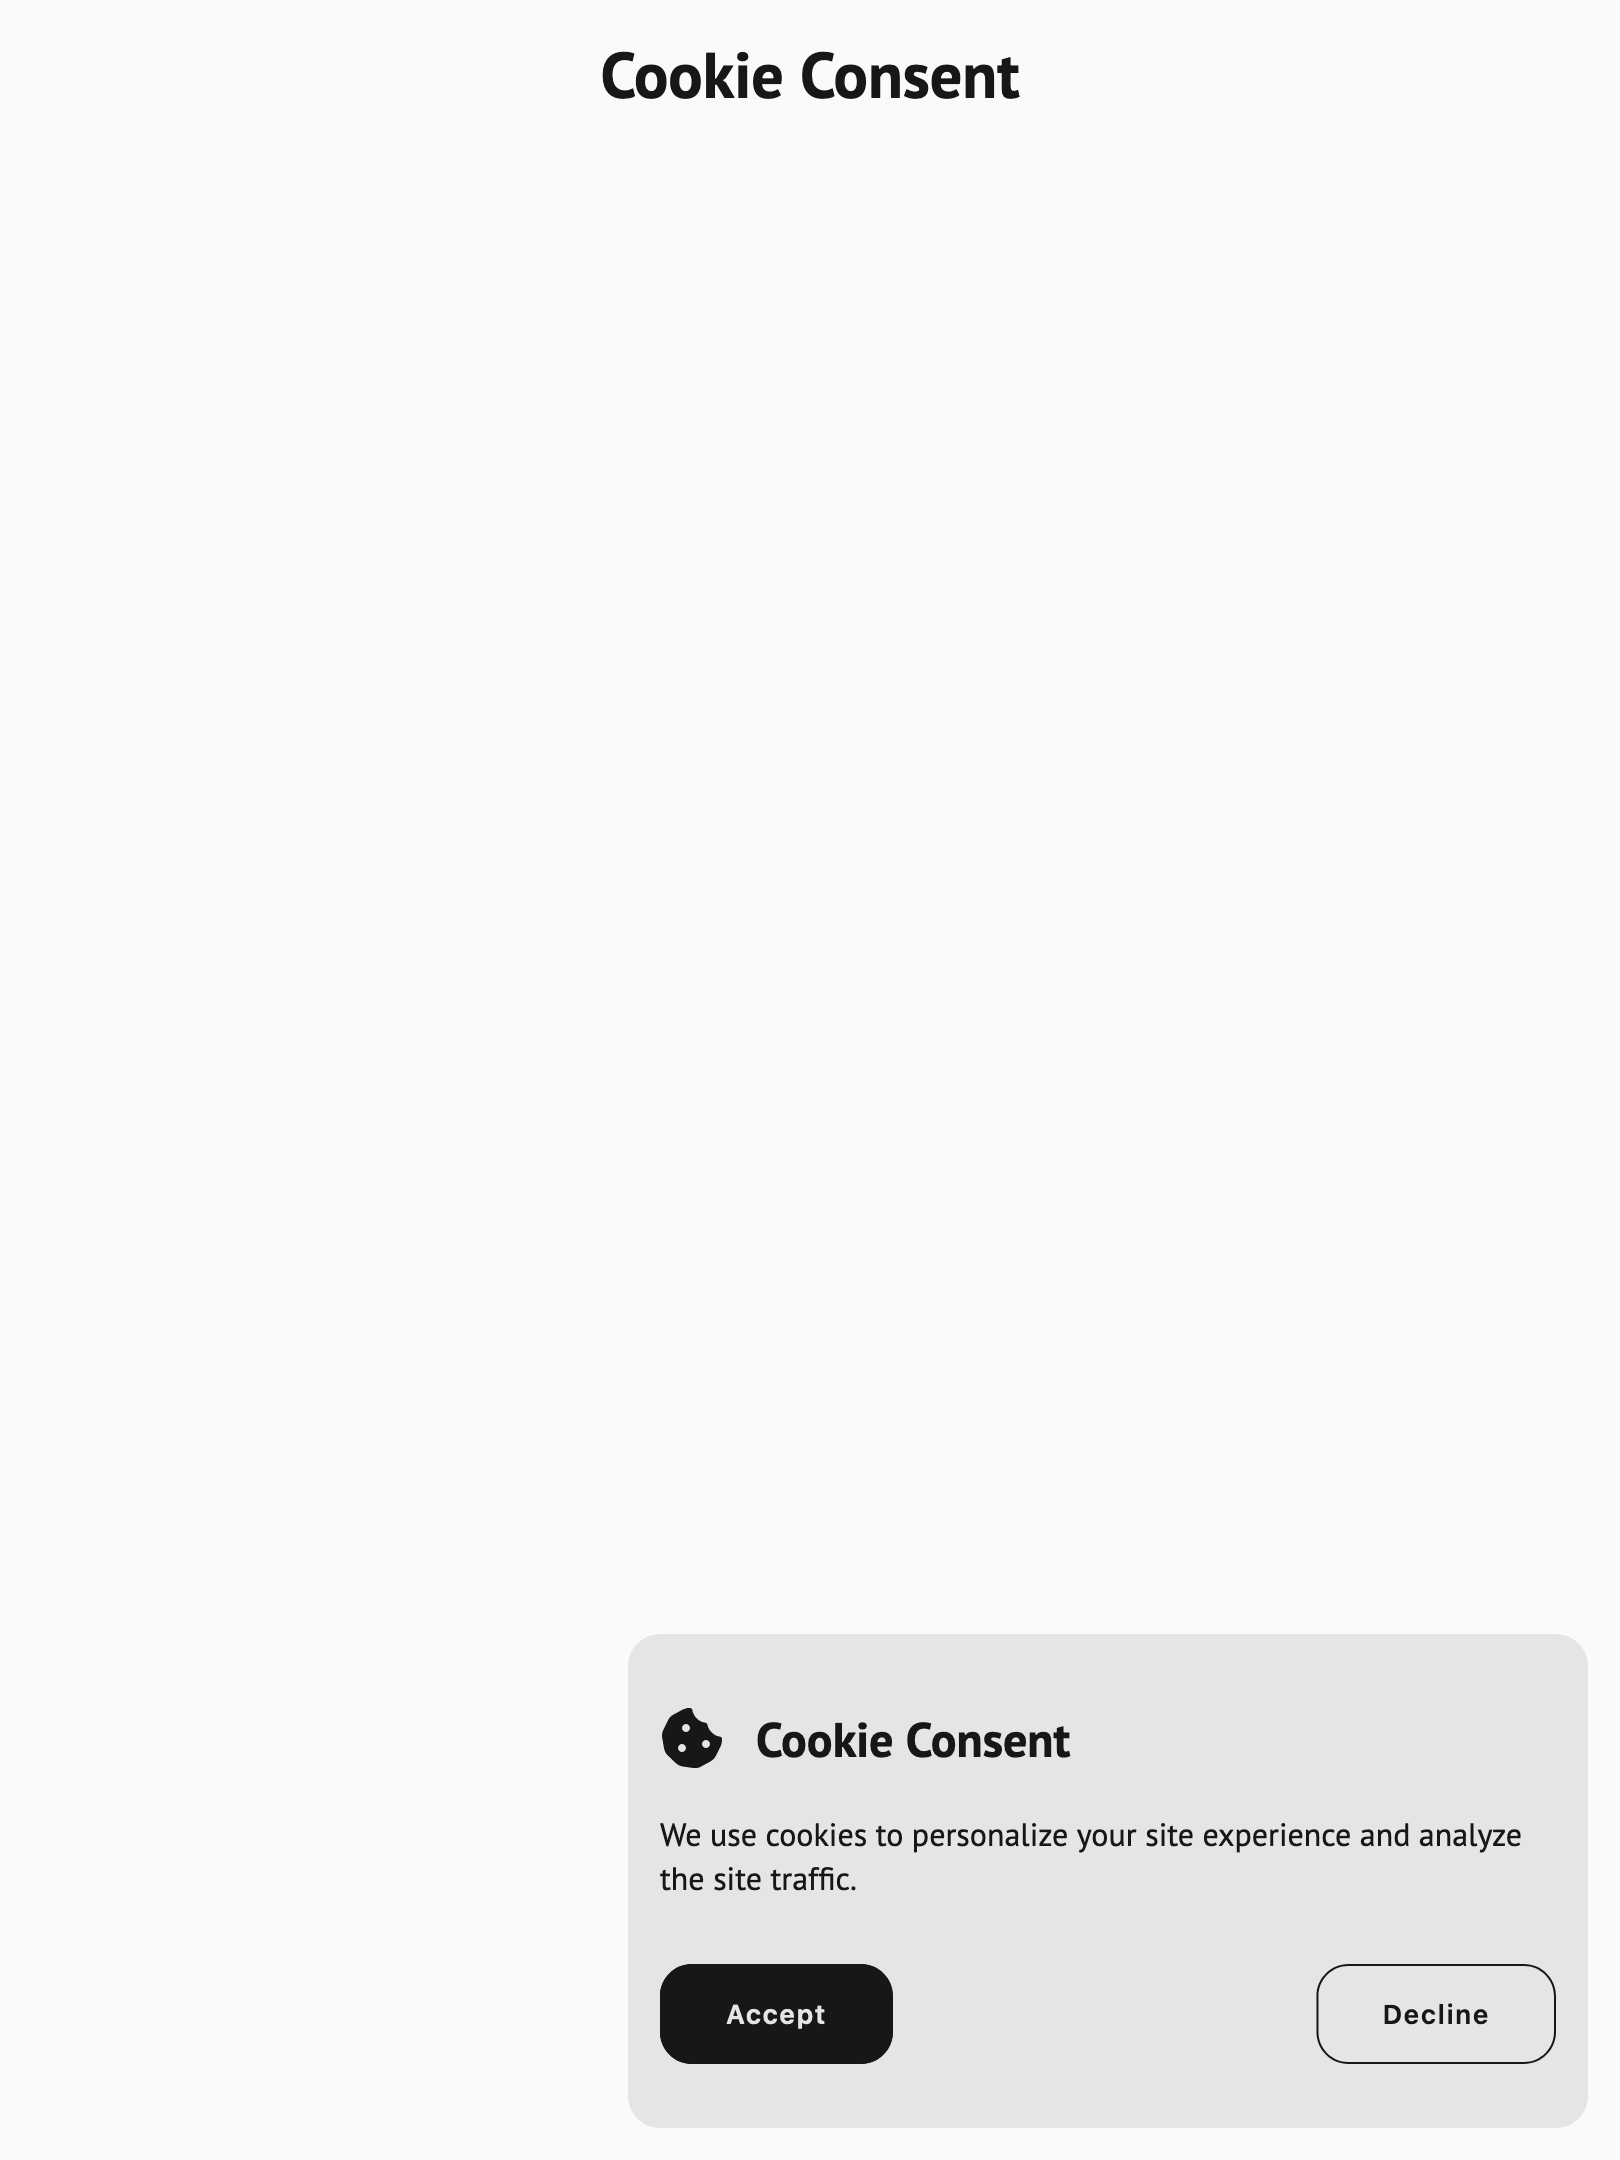 Cookie Consent
Cookie Consent
We use cookies to personalize your site experience and analyze
the site traffic.
Accept
Decline